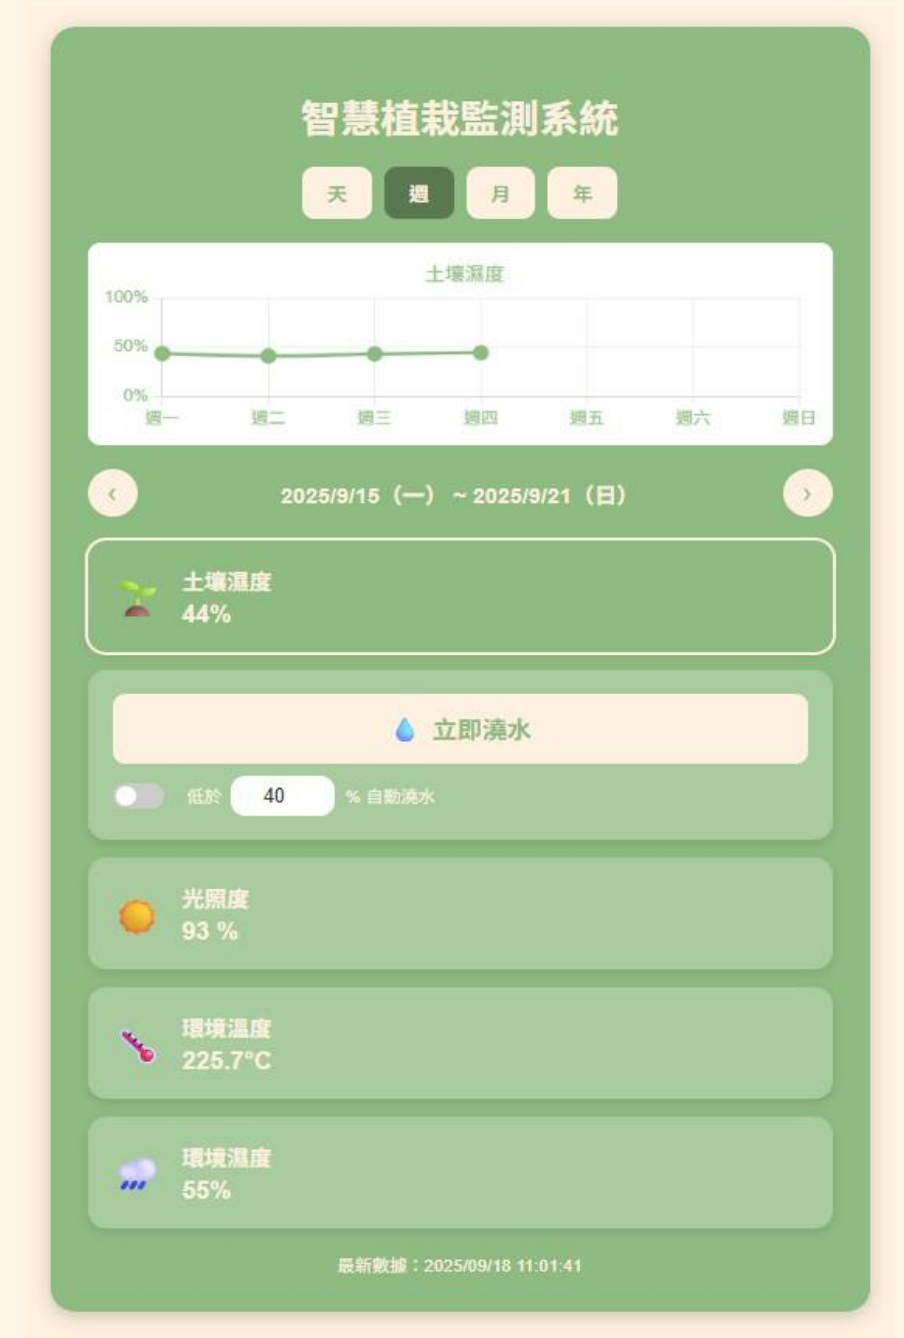 智慧植栽監測系統
天 週 月 年
土壤濕度
100%
50%
0%
週一 週二 週三 週四 週五 週六 週日
‹ 2025/9/15（一） ~ 2025/9/21（日） ›
土壤濕度
44%
立即澆水
低於 40 % 自動澆水
光照度
93 %
環境溫度
225.7°C
環境濕度
55%
最新數據：2025/09/18 11:01:41